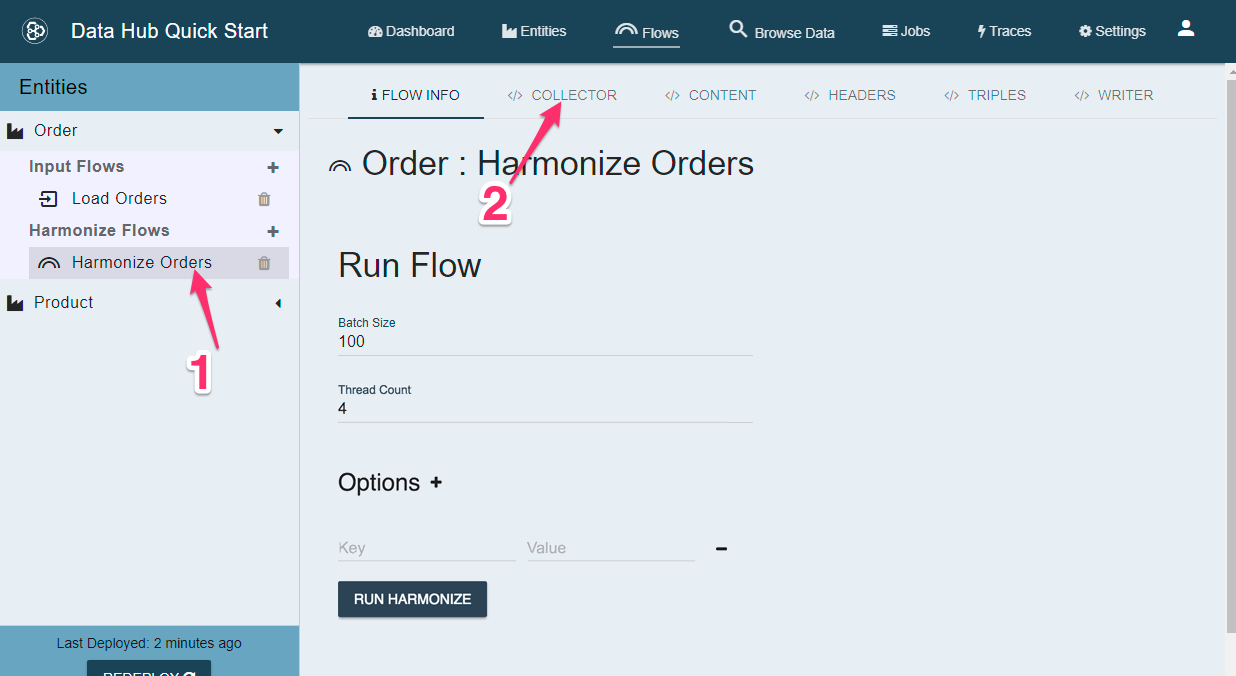 Data Hub Quick Start
Dashboard
Entities
Flows
Browse Data
Jobs
Traces
Settings
Entities
Order
Input Flows +
Load Orders
Harmonize Flows +
Harmonize Orders
Product
1
Last Deployed: 2 minutes ago
REDEPLOY
FLOW INFO
</> COLLECTOR
</> CONTENT
</> HEADERS
</> TRIPLES
</> WRITER
2
Order : Harmonize Orders
Run Flow
Batch Size
100
Thread Count
4
Options +
Key
Value
RUN HARMONIZE